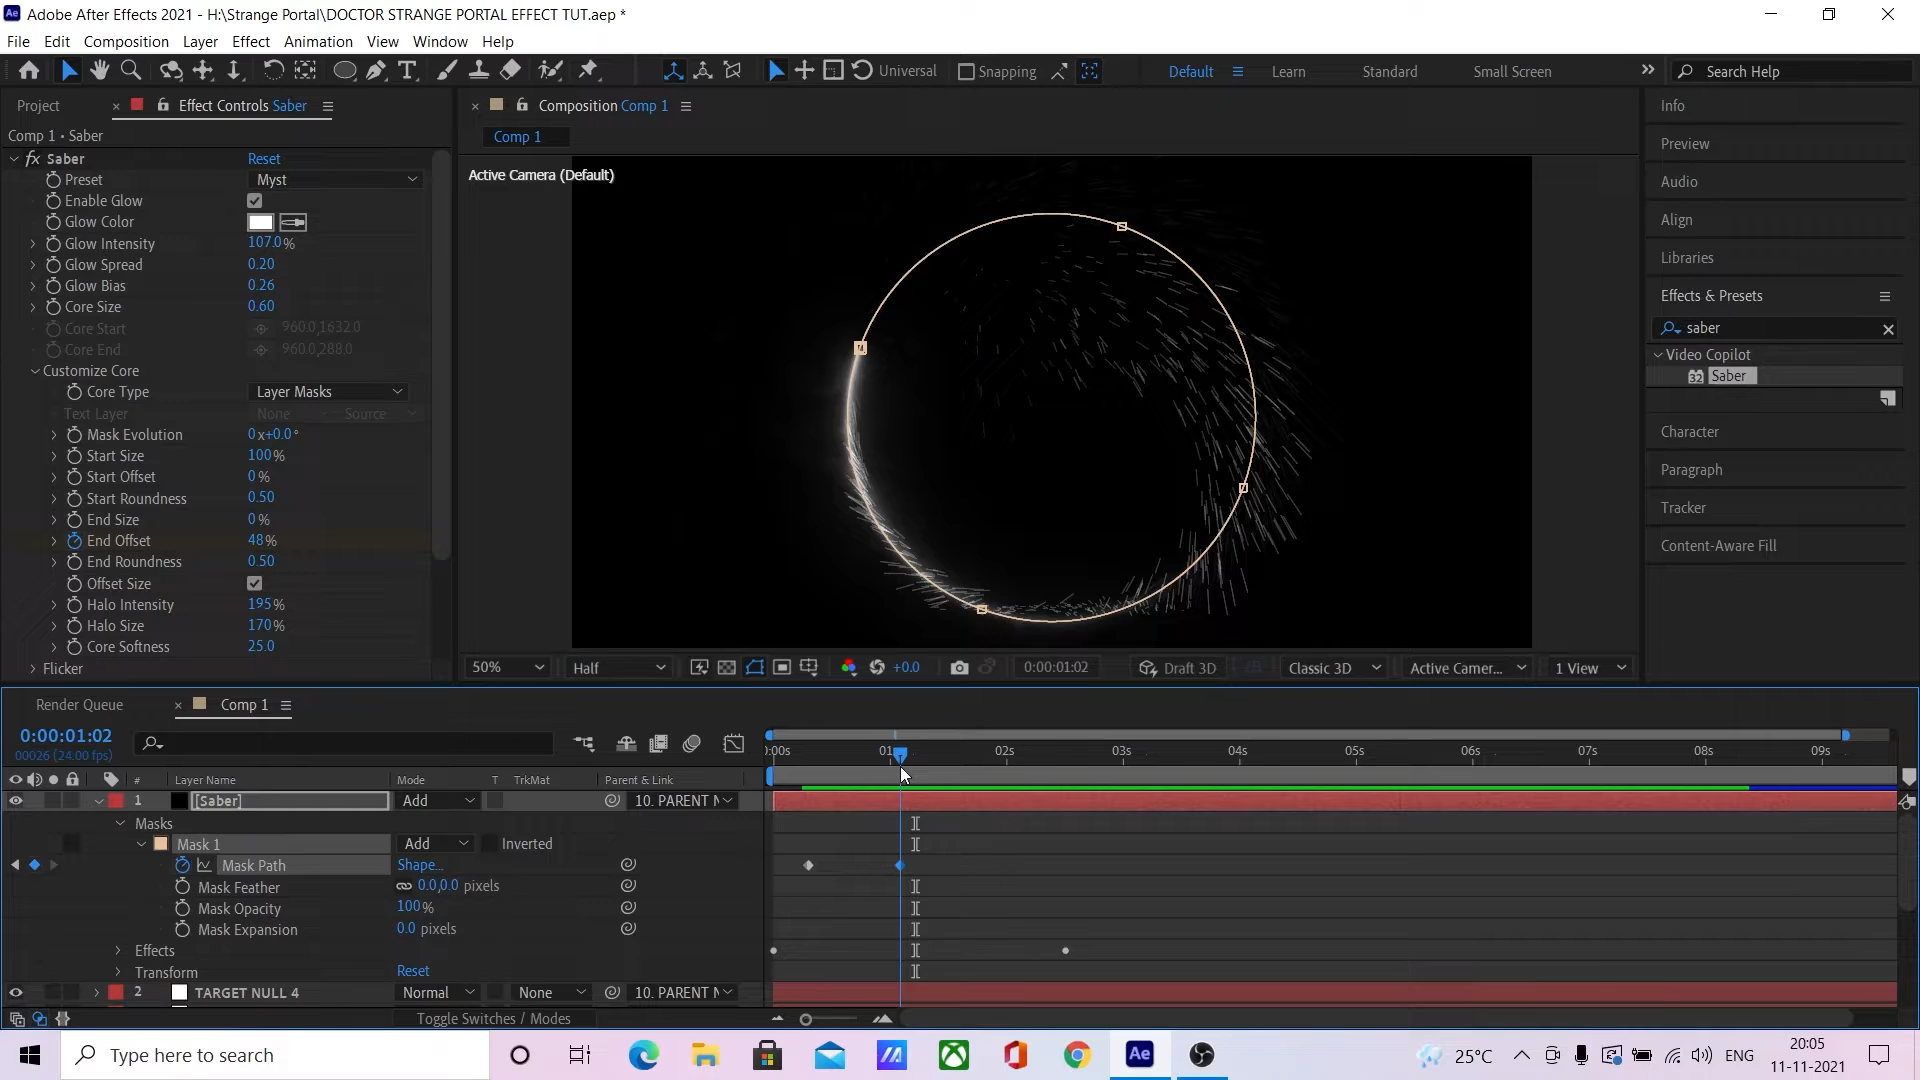 Adobe After Effects 2021 - H:\Strange Portal\DOCTOR STRANGE PORTAL EFFECT TUT.aep *
File Edit Composition Layer Effect Animation View Window Help
Universal Snapping Default Learn Standard Small Screen Search Help
Project Effect Controls Saber Composition Comp 1 Info
Comp 1 • Saber Comp 1
fx Saber Reset
Preset Myst
Enable Glow
Glow Color
Glow Intensity 107.0%
Glow Spread 0.20
Glow Bias 0.26
Core Size 0.60
Core Start 960.0,1632.0
Core End 960.0,288.0
Customize Core
Core Type Layer Masks
Text Layer None Source
Mask Evolution 0x+0.0°
Start Size 100%
Start Offset 0%
Start Roundness 0.50
End Size 0%
End Offset 48%
End Roundness 0.50
Offset Size
Halo Intensity 195%
Halo Size 170%
Core Softness 25.0
Flicker
Active Camera (Default)
50% Half +0.0 0:00:01:02 Draft 3D Classic 3D Active Camer... 1 View
Preview
Audio
Align
Libraries
Effects & Presets
saber
Video Copilot
32 Saber
Character
Paragraph
Tracker
Content-Aware Fill
Render Queue Comp 1
0:00:01:02
00026 (24.00 fps)
:00s 01 02s 03s 04s 05s 06s 07s 08s 09s
# Layer Name Mode T TrkMat Parent & Link
1 [Saber] Add 10. PARENT N
Masks
Mask 1 Add Inverted
Mask Path Shape...
Mask Feather 0.0,0.0 pixels
Mask Opacity 100%
Mask Expansion 0.0 pixels
Effects
Transform Reset
2 TARGET NULL 4 Normal None 10. PARENT N
Toggle Switches / Modes
Type here to search
Ae
25°C ENG
20:05
11-11-2021